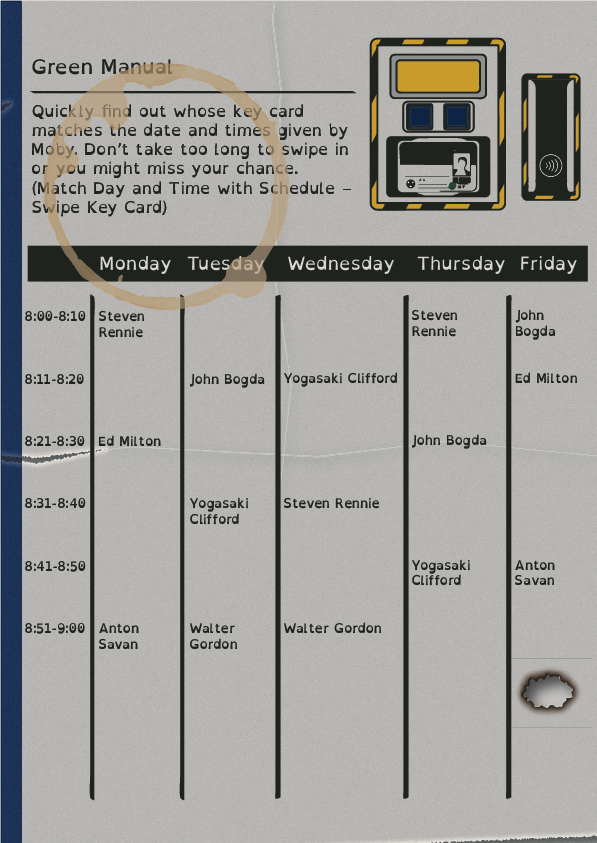 Green Manual
Quickly find out whose key card
matches the date and times given by
Moby. Don't take too long to swipe in
or you might miss your chance.
(Match Day and Time with Schedule –
Swipe Key Card)
Monday Tuesday Wednesday Thursday Friday
8:00-8:10 Steven Rennie Steven Rennie John Bogda
8:11-8:20 John Bogda Yogasaki Clifford Ed Milton
8:21-8:30 Ed Milton John Bogda
8:31-8:40 Yogasaki Clifford Steven Rennie
8:41-8:50 Yogasaki Clifford Anton Savan
8:51-9:00 Anton Savan Walter Gordon Walter Gordon